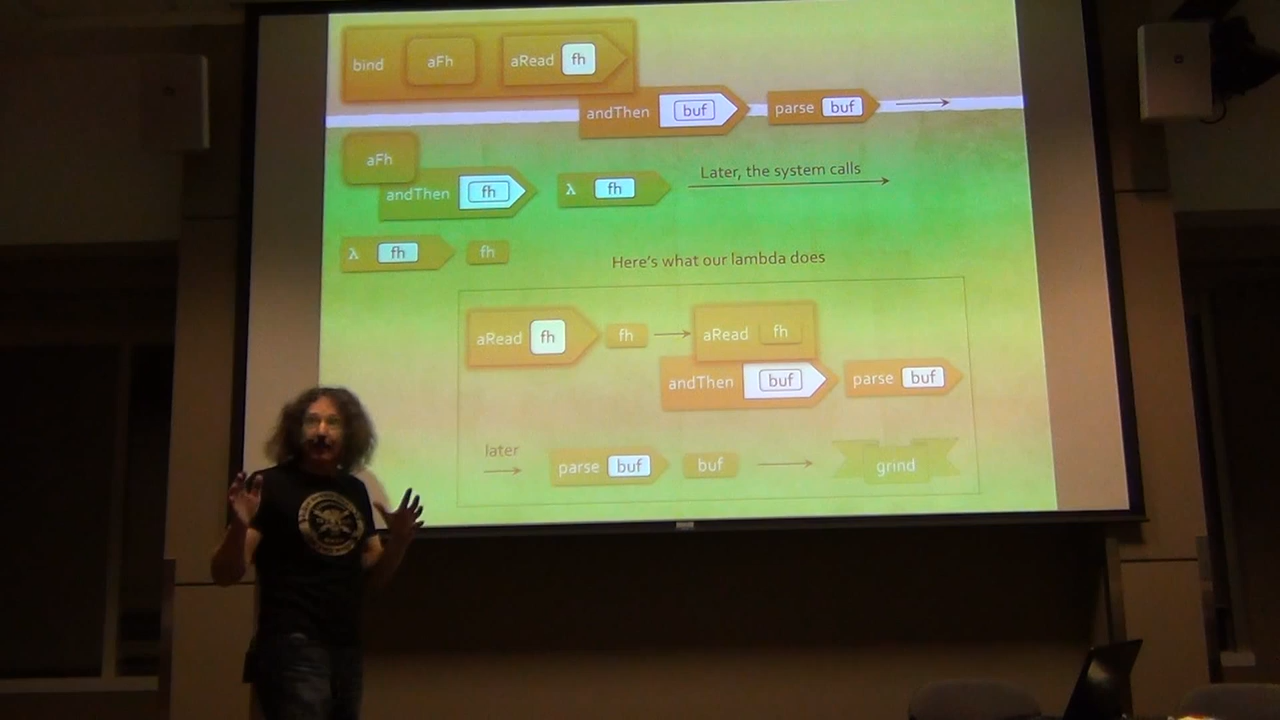 bind aFh aRead fh
andThen buf parse buf
aFh
andThen fh λ fh Later, the system calls
λ fh fh
Here's what our lambda does
aRead fh fh aRead fh
andThen buf parse buf
later
parse buf buf grind